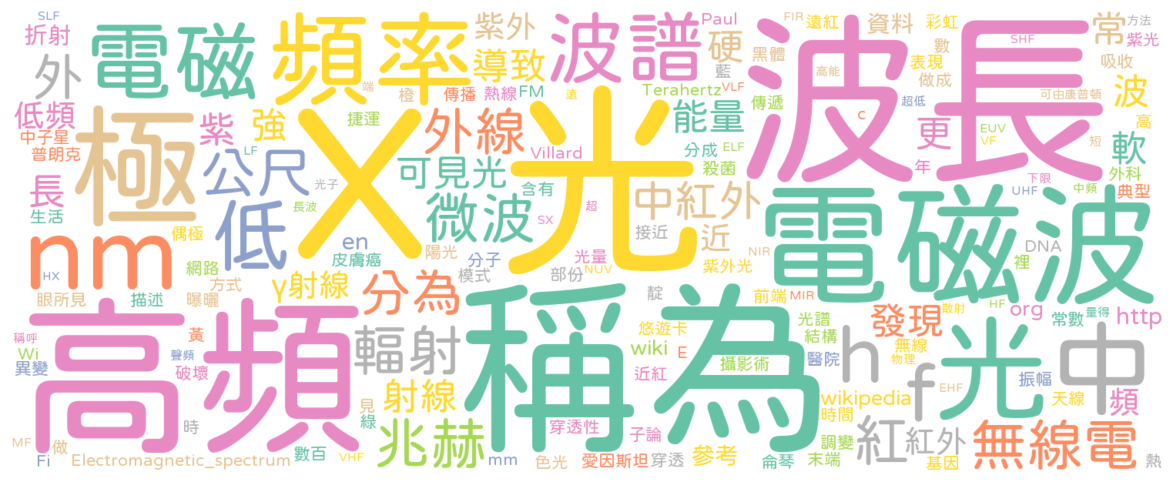 SLF
折射
外
電磁
頻率
紫外
導致
波譜
Paul
硬
藍
FIR
遠紅
黑體
資料
數
表現
做成
彩虹
常
方法
紫光
吸收
波長
SHF
高能
低頻
中子星
普朗克
極
紫
強
端
橙
傳播
熱線
FM
捷運
外線
遠
Terahertz
VLF
能量
傳遞
超低
可由康普頓
波
高
c
更
EUV
VF
短
軟
長
生活
公尺
LF
X光
光子
可見光
Villard
分成
ELF
殺菌
年
外科
下限
典型
中頻
UHF
nm
偶極
低
長波
微波
含有
超
SX
中紅外
接近
近
電磁波
HX
網路
方式
en
皮膚癌
陽光
分子
模式
光量
NUV
部份
紫外光
NIR
DNA
裡
眼所見
描述
曝曬
γ射線
分為
靛
前端
MIR
發現
散射
HF
常數
量得
org
http
高頻
稱為
稱呼
黃
Wi
異變
聲頻
破壞
輻射
悠遊卡
wiki
E
近紅
攝影術
光譜
結構
醫院
h
f
無線
物理
光
中
EHF
振幅
天線
頻
見
綠
射線
wikipedia
時間
MF
做
Fi
時
Electromagnetic_spectrum
數百
VHF
兆赫
mm
穿透性
色光
子論
愛因斯坦
穿透
參考
調變
末端
侖琴
紅
紅外
基因
無線電
熱